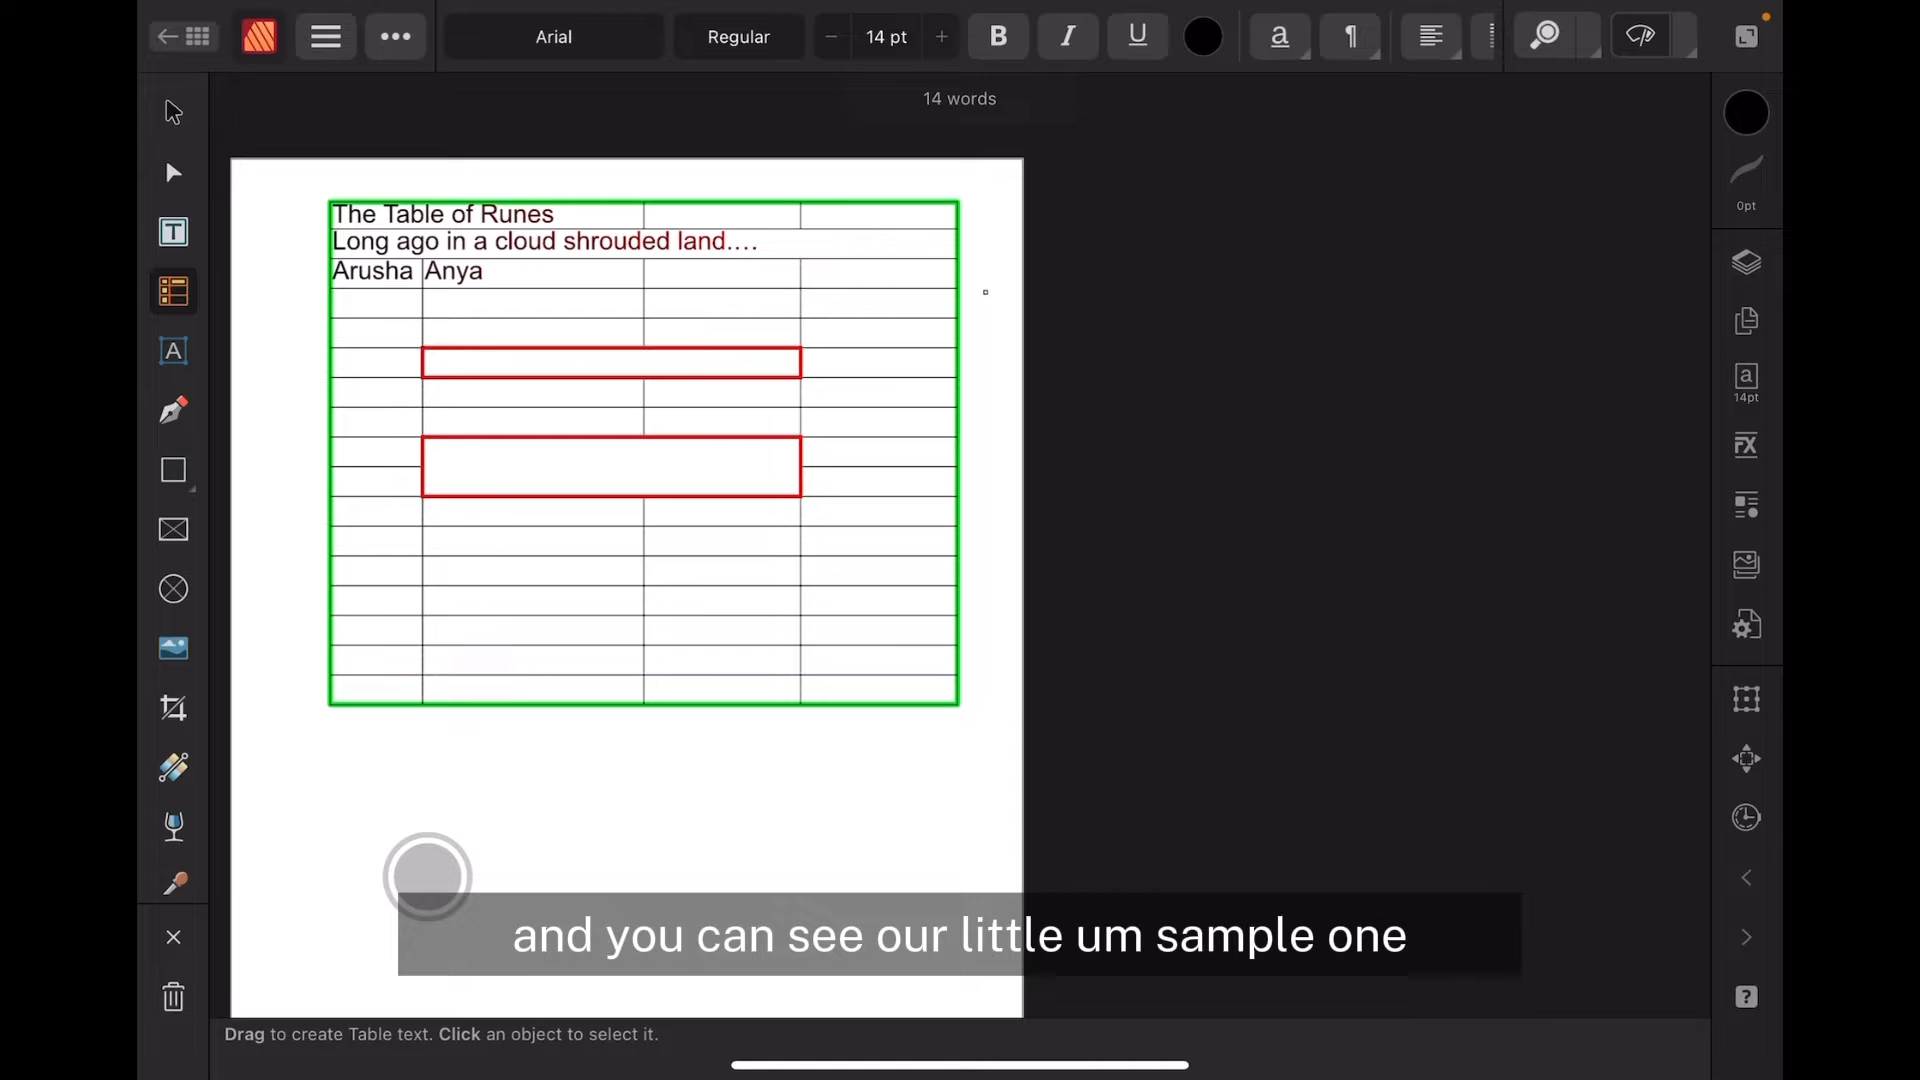 Arial Regular 14 pt B I U a ¶
14 words
0pt
The Table of Runes
Long ago in a cloud shrouded land....
Arusha Anya
T
A
a
14pt
FX
and you can see our little um sample one
?
Drag to create Table text. Click an object to select it.